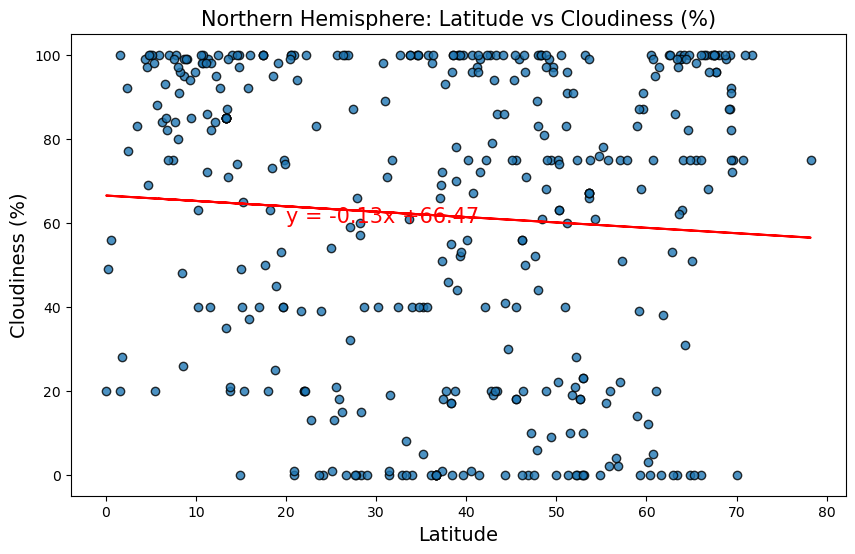 Northern Hemisphere: Latitude vs Cloudiness (%)
Cloudiness (%)
100
80
60
40
20
0
y = -0.13x +66.47
0 10 20 30 40 50 60 70 80
Latitude